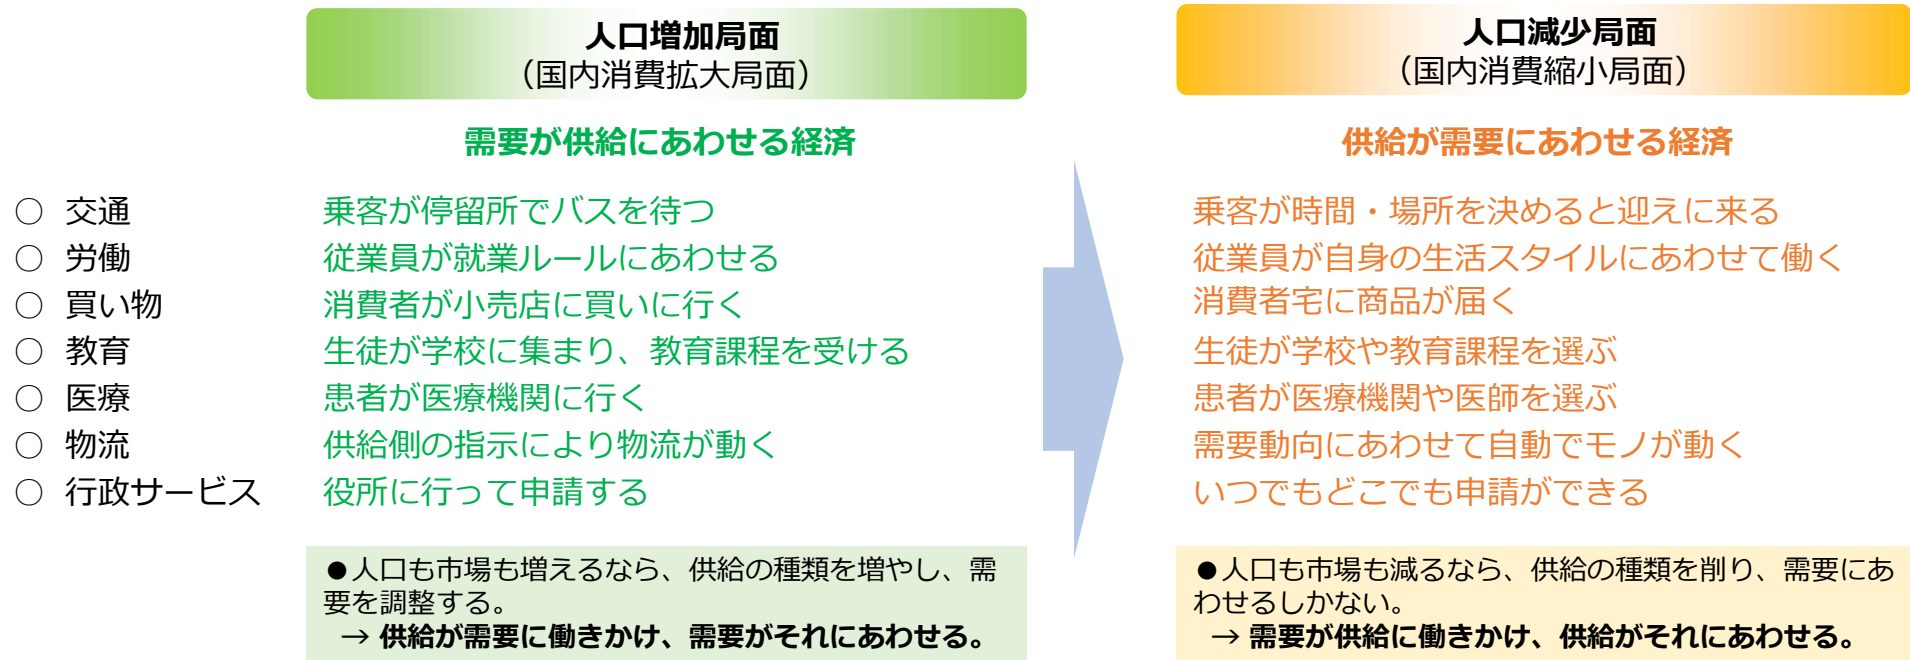 人口増加局面
（国内消費拡大局面）
人口減少局面
（国内消費縮小局面）
需要が供給にあわせる経済
供給が需要にあわせる経済
○ 交通
乗客が停留所でバスを待つ
乗客が時間・場所を決めると迎えに来る
○ 労働
従業員が就業ルールにあわせる
従業員が自身の生活スタイルにあわせて働く
○ 買い物
消費者が小売店に買いに行く
消費者宅に商品が届く
○ 教育
生徒が学校に集まり、教育課程を受ける
生徒が学校や教育課程を選ぶ
○ 医療
患者が医療機関に行く
患者が医療機関や医師を選ぶ
○ 物流
供給側の指示により物流が動く
需要動向にあわせて自動でモノが動く
○ 行政サービス
役所に行って申請する
いつでもどこでも申請ができる
●人口も市場も増えるなら、供給の種類を増やし、需
要を調整する。
→ 供給が需要に働きかけ、需要がそれにあわせる。
●人口も市場も減るなら、供給の種類を削り、需要にあ
わせるしかない。
→ 需要が供給に働きかけ、供給がそれにあわせる。